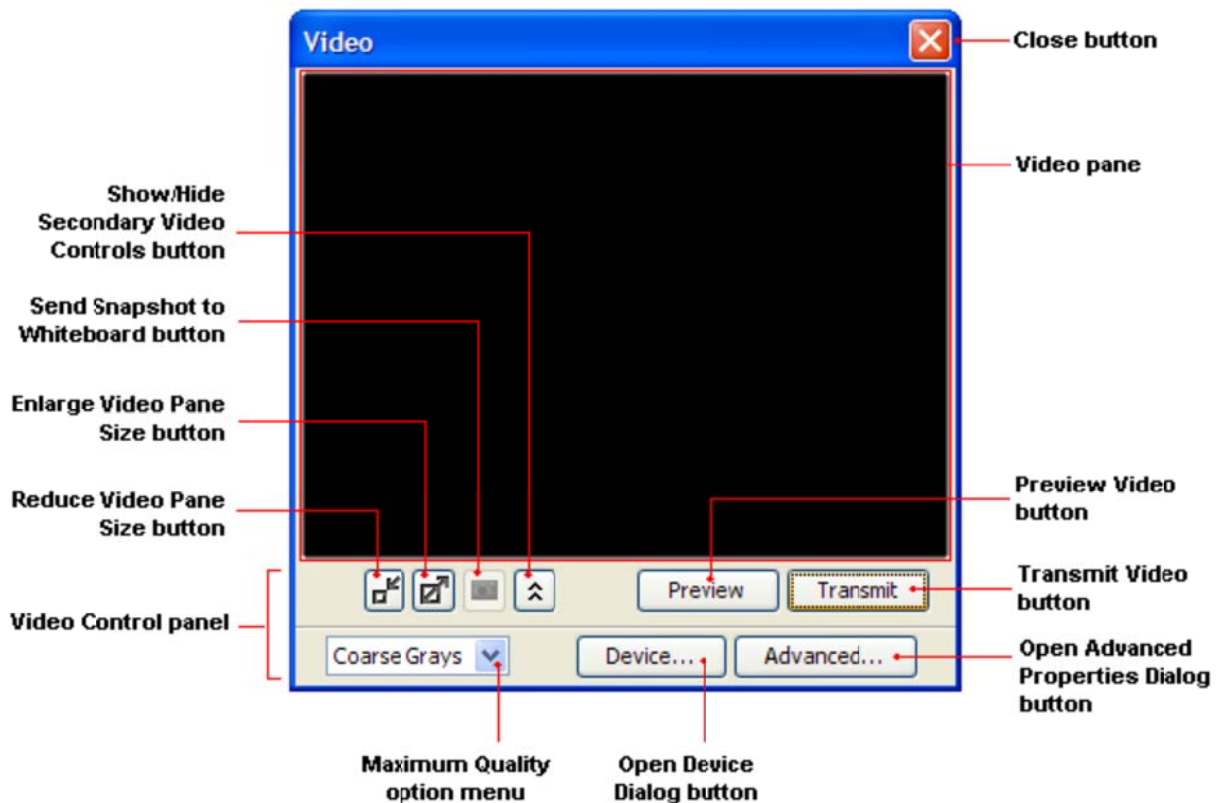 Video
Close button
Video pane
Show/Hide
Secondary Video
Controls button
Send Snapshot to
Whiteboard button
Enlarge Video Pane
Size button
Reduce Video Pane
Size button
Preview Video
button
Transmit Video
button
Video Control panel
Preview
Transmit
Coarse Grays
Device...
Advanced...
Open Advanced
Properties Dialog
button
Maximum Quality
option menu
Open Device
Dialog button